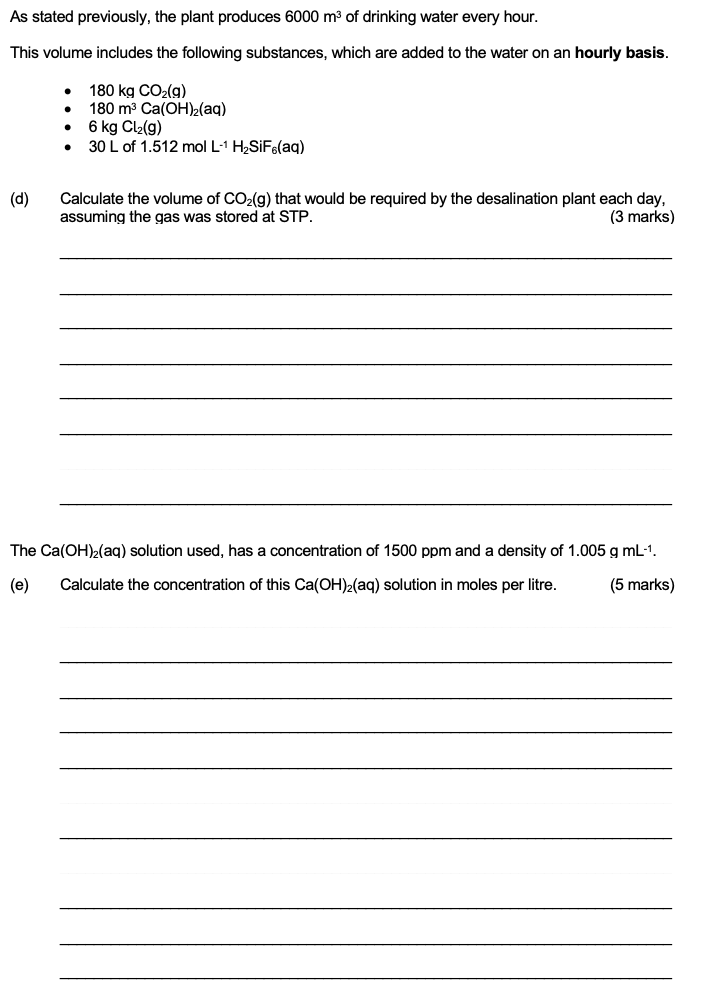 As stated previously, the plant produces 6000 m³ of drinking water every hour.
This volume includes the following substances, which are added to the water on an hourly basis.
• 180 kg CO₂(g)
• 180 m³ Ca(OH)₂(aq)
• 6 kg Cl₂(g)
• 30 L of 1.512 mol L⁻¹ H₂SiF₆(aq)
(d) Calculate the volume of CO₂(g) that would be required by the desalination plant each day,
assuming the gas was stored at STP. (3 marks)
The Ca(OH)₂(aq) solution used, has a concentration of 1500 ppm and a density of 1.005 g mL⁻¹.
(e) Calculate the concentration of this Ca(OH)₂(aq) solution in moles per litre. (5 marks)